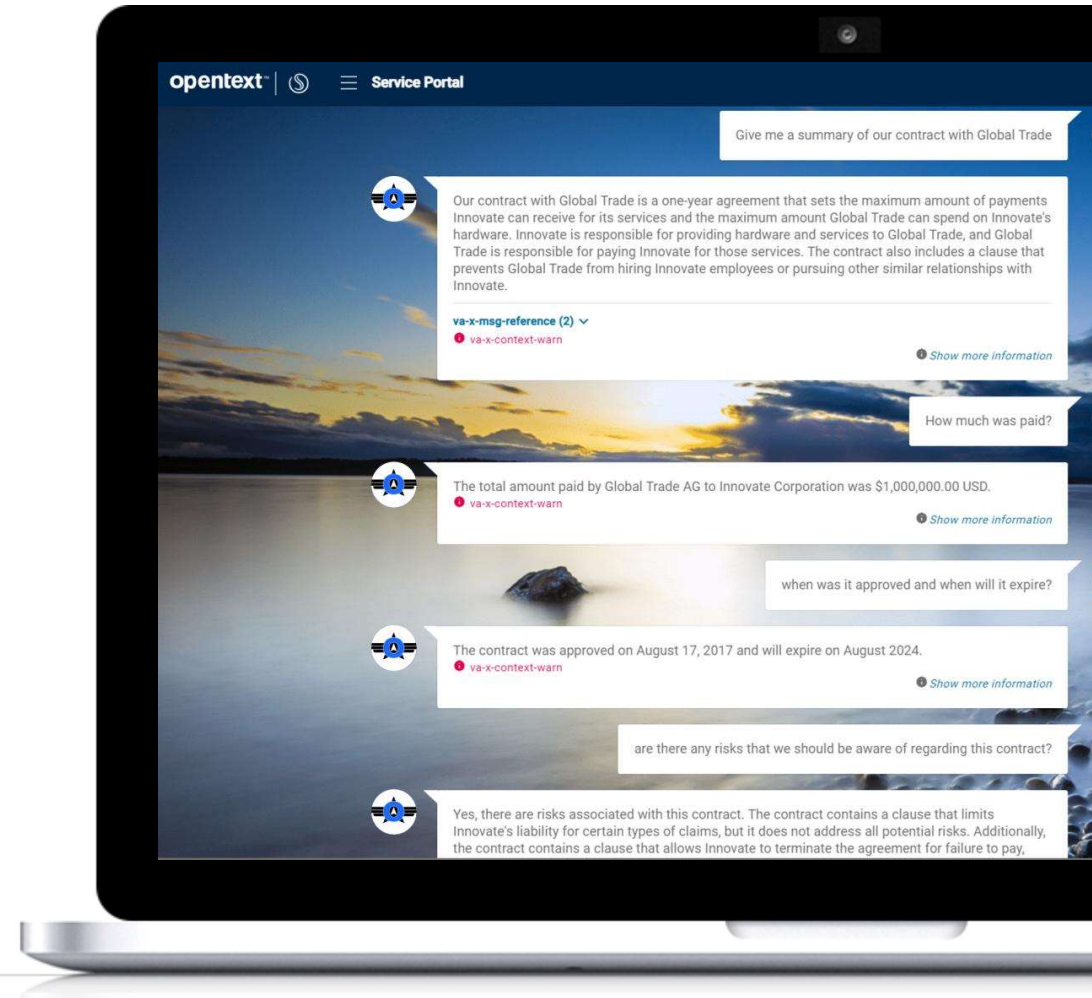 opentext™ Service Portal
Give me a summary of our contract with Global Trade
Our contract with Global Trade is a one-year agreement that sets the maximum amount of payments
Innovate can receive for its services and the maximum amount Global Trade can spend on Innovate's
hardware. Innovate is responsible for providing hardware and services to Global Trade, and Global
Trade is responsible for paying Innovate for those services. The contract also includes a clause that
prevents Global Trade from hiring Innovate employees or pursuing other similar relationships with
Innovate.
va-x-msg-reference (2)
va-x-context-warn
Show more information
How much was paid?
The total amount paid by Global Trade AG to Innovate Corporation was $1,000,000.00 USD.
va-x-context-warn
Show more information
when was it approved and when will it expire?
The contract was approved on August 17, 2017 and will expire on August 2024.
va-x-context-warn
Show more information
are there any risks that we should be aware of regarding this contract?
Yes, there are risks associated with this contract. The contract contains a clause that limits
Innovate's liability for certain types of claims, but it does not address all potential risks. Additionally,
the contract contains a clause that allows Innovate to terminate the agreement for failure to pay,